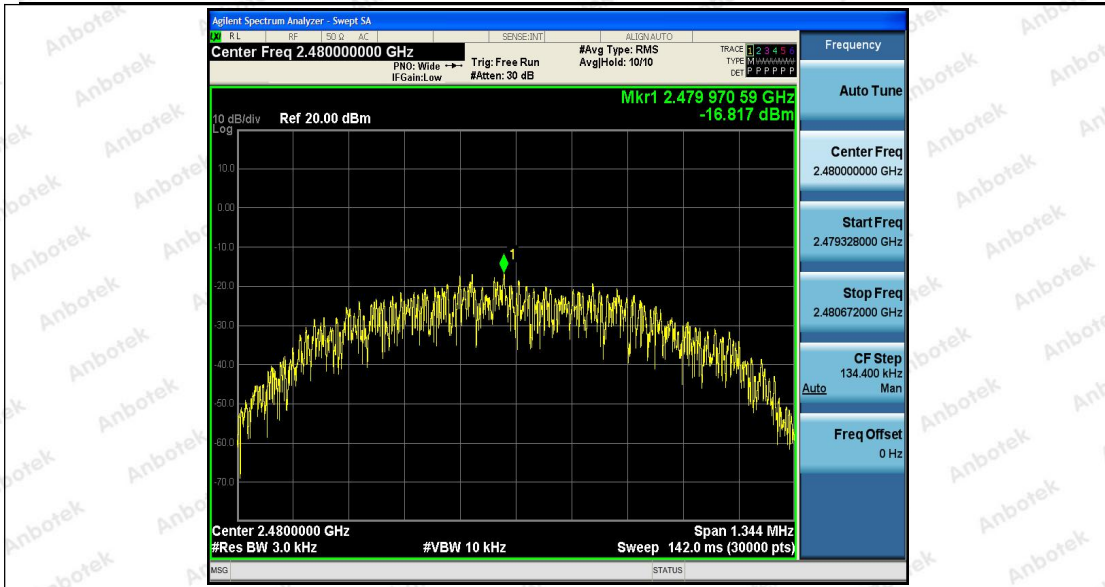 Agilent Spectrum Analyzer - Swept SA
RL RF 50 Ω AC SENSE:INT ALIGNAUTO
Center Freq 2.480000000 GHz
PNO: Wide
IFGain:Low
Trig: Free Run
#Atten: 30 dB
#Avg Type: RMS
Avg|Hold: 10/10
TRACE 1 2 3 4 5 6
TYPE M
DET P P P P P P
Mkr1 2.479 970 59 GHz
-16.817 dBm
10 dB/div Ref 20.00 dBm
Log
10.0
0.00
-10.0
1
-20.0
-30.0
-40.0
-50.0
-60.0
-70.0
Center 2.4800000 GHz Span 1.344 MHz
#Res BW 3.0 kHz #VBW 10 kHz Sweep 142.0 ms (30000 pts)
MSG STATUS
Frequency
Auto Tune
Center Freq
2.480000000 GHz
Start Freq
2.479328000 GHz
Stop Freq
2.480672000 GHz
CF Step
134.400 kHz
Auto Man
Freq Offset
0 Hz
Anbotek